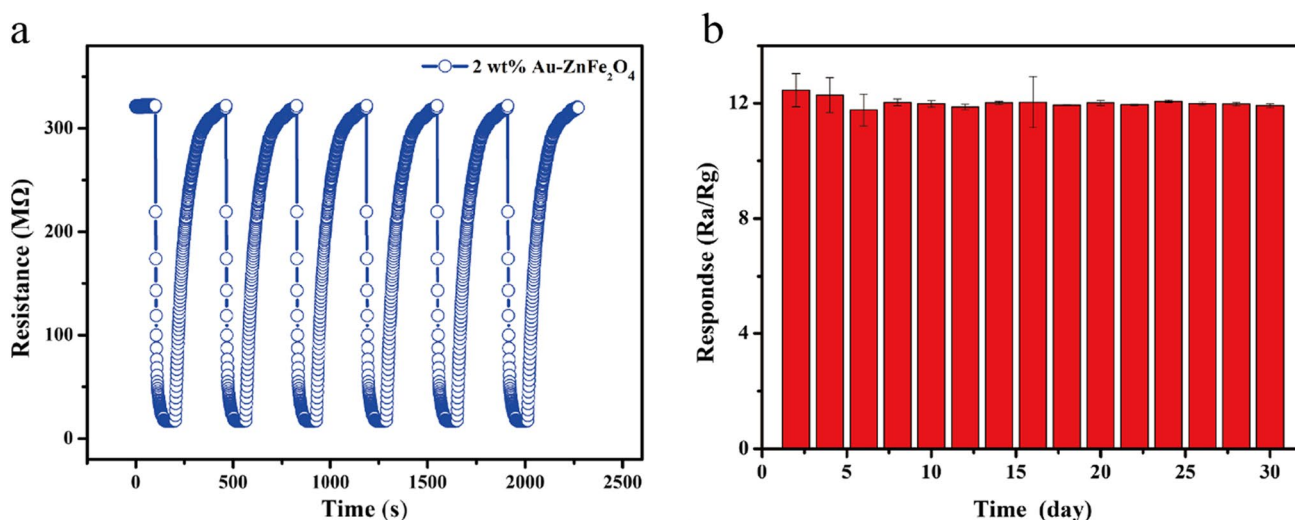 a
2 wt% Au-ZnFe₂O₄
300
200
100
0
Resistance (MΩ)
0 500 1000 1500 2000 2500
Time (s)
b
12
8
4
0
Respondse (Ra/Rg)
0 5 10 15 20 25 30
Time (day)